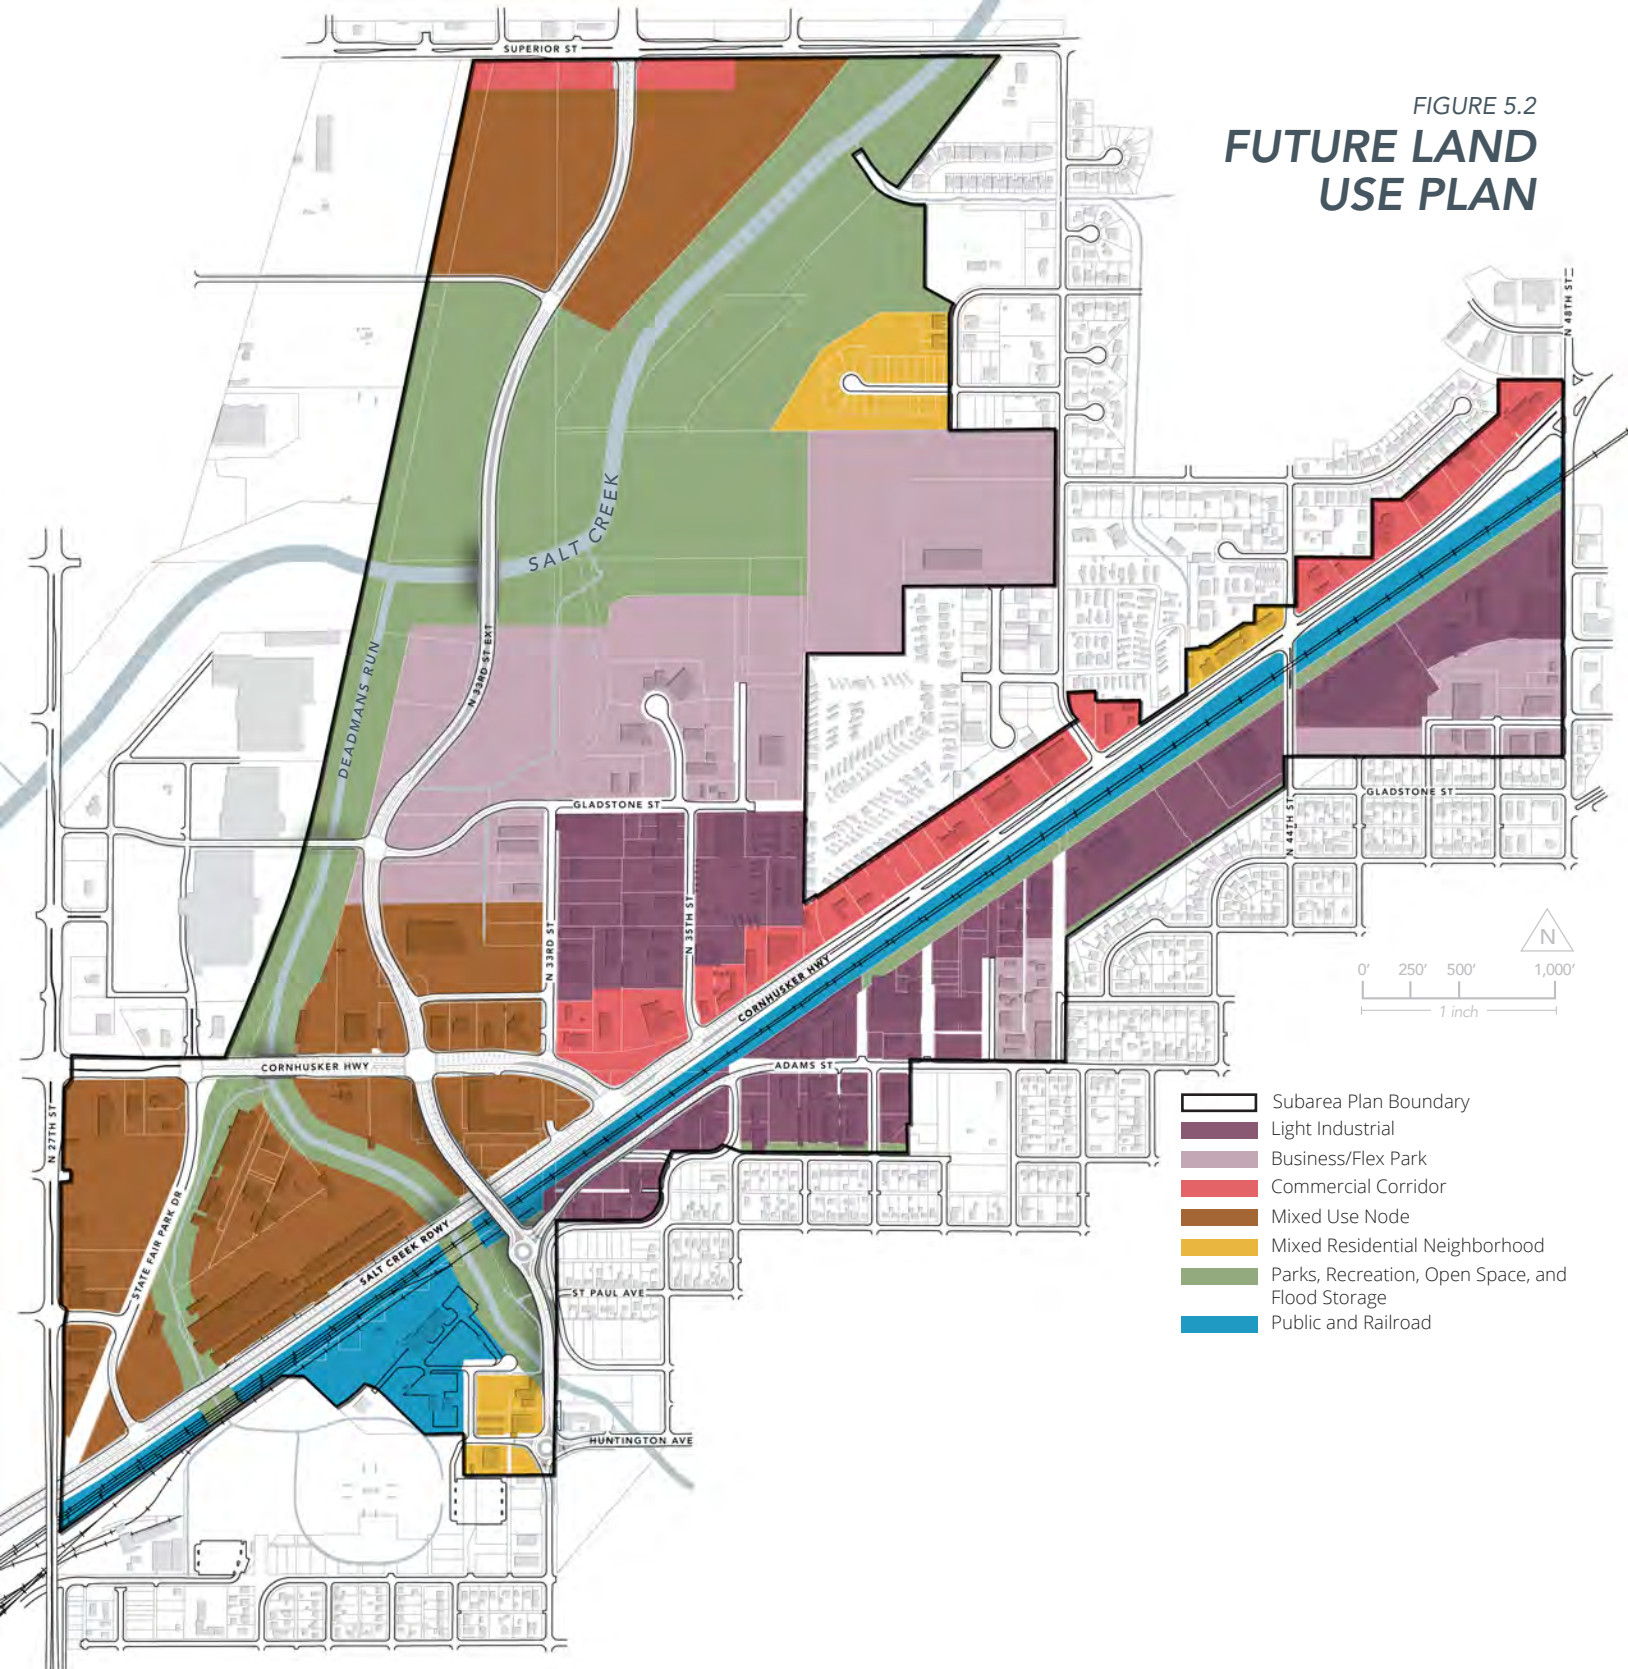 FIGURE 5.2
FUTURE LAND
USE PLAN
SUPERIOR ST
N 48TH ST
SALT CREEK
N 33RD ST EXT
DEADMANS RUN
GLADSTONE ST
GLADSTONE ST
N 44TH ST
N 33RD ST
N 35TH ST
CORNHUSKER HWY
N
0' 250' 500' 1,000'
1 inch
CORNHUSKER HWY
ADAMS ST
N 27TH ST
STATE FAIR PARK DR
SALT CREEK RDWY
ST PAUL AVE
HUNTINGTON AVE
Subarea Plan Boundary
Light Industrial
Business/Flex Park
Commercial Corridor
Mixed Use Node
Mixed Residential Neighborhood
Parks, Recreation, Open Space, and
Flood Storage
Public and Railroad